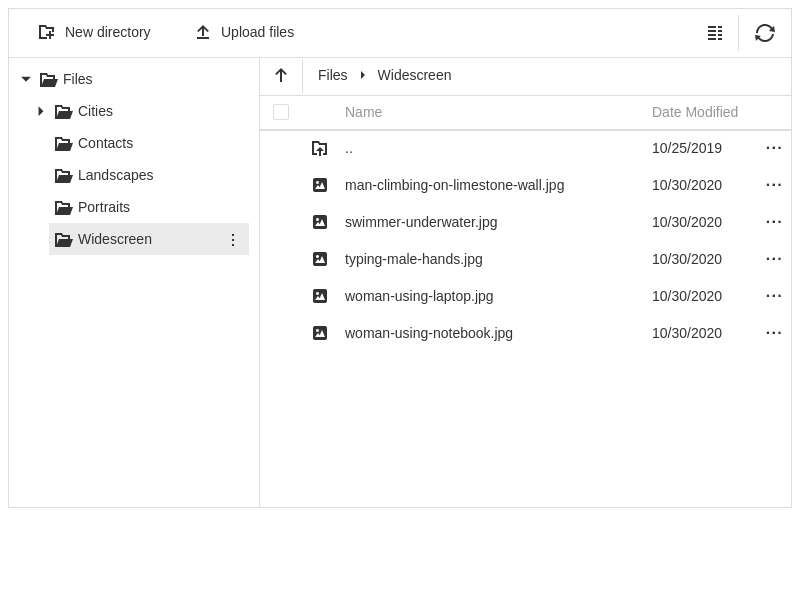 New directory
Upload files
Files
Cities
Contacts
Landscapes
Portraits
Widescreen
Files Widescreen
Name Date Modified
.. 10/25/2019
man-climbing-on-limestone-wall.jpg 10/30/2020
swimmer-underwater.jpg 10/30/2020
typing-male-hands.jpg 10/30/2020
woman-using-laptop.jpg 10/30/2020
woman-using-notebook.jpg 10/30/2020